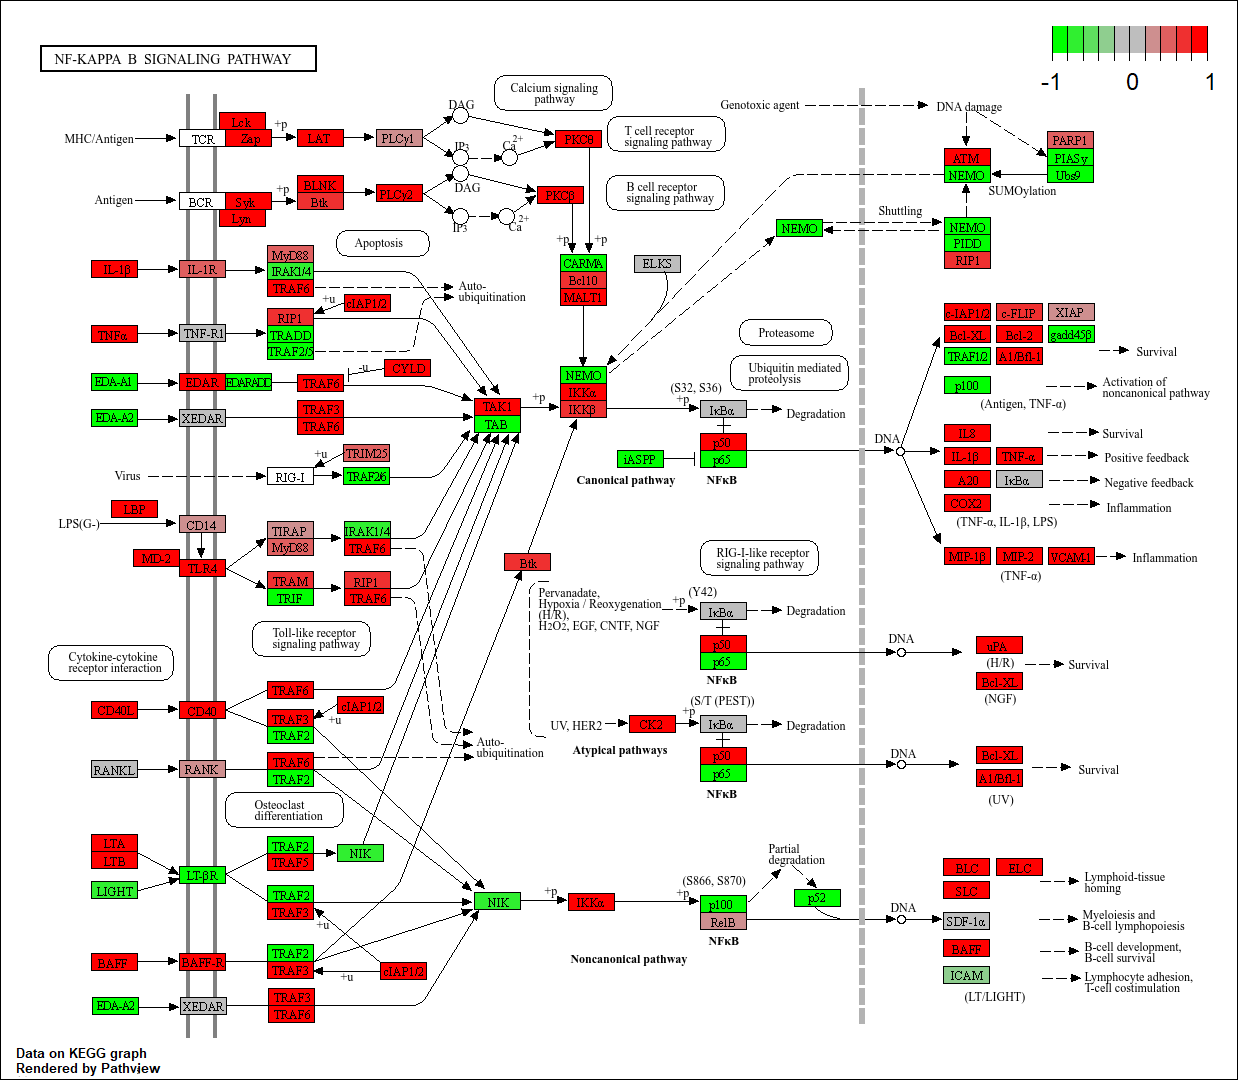 NF-KAPPA B SIGNALING PATHWAY
-1 0 1
Calcium signaling
pathway
Genotoxic agent
DNA damage
MHC/Antigen
TCR
Lck
Zap
+p
LAT
PLCγ1
DAG
IP3
Ca2+
PKCθ
T cell receptor
signaling pathway
ATM
NEMO
PARP1
PIASy
Ubs9
SUMOylation
Antigen
BCR
Syk
Lyn
+p
BLNK
Btk
PLCγ2
DAG
IP3
Ca2+
PKCβ
B cell receptor
signaling pathway
NEMO
Shuttling
NEMO
PIDD
RIP1
Apoptosis
+p
+p
CARMA
Bcl10
MALT1
ELKS
IL-1β
IL-1R
MyD88
IRAK1/4
TRAF6
Auto-
ubiquitination
+u
cIAP1/2
TNFα
TNF-R1
RIP1
TRADD
TRAF2/5
Proteasome
Ubiquitin mediated
proteolysis
c-IAP1/2
c-FLIP
XIAP
Bcl-XL
Bcl-2
gadd45β
TRAF1/2
A1/Bfl-1
Survival
EDA-A1
EDAR
EDARADD
TRAF6
-u
CYLD
NEMO
IKKα
IKKβ
(S32, S36)
+p
IκBα
Degradation
p100
Activation of
noncanonical pathway
(Antigen, TNF-α)
EDA-A2
XEDAR
TRAF3
TRAF6
TAK1
TAB
+p
p50
p65
NFκB
iASPP
Canonical pathway
DNA
IL8
Survival
IL-1β
TNF-α
Positive feedback
A20
IκBα
Negative feedback
COX2
Inflammation
(TNF-α, IL-1β, LPS)
Virus
RIG-I
+u
TRIM25
TRAF26
LBP
LPS(G-)
CD14
MD-2
TLR4
TIRAP
MyD88
IRAK1/4
TRAF6
TRAM
TRIF
RIP1
TRAF6
Btk
RIG-I-like receptor
signaling pathway
MIP-1β
MIP-2
VCAM-1
Inflammation
(TNF-α)
Pervanadate,
Hypoxia / Reoxygenation
(H/R),
H2O2, EGF, CNTF, NGF
+p
(Y42)
IκBα
Degradation
p50
p65
NFκB
DNA
uPA
(H/R)
Bcl-XL
(NGF)
Survival
Toll-like receptor
signaling pathway
Cytokine-cytokine
receptor interaction
CD40L
CD40
TRAF6
TRAF3
TRAF2
+u
cIAP1/2
UV, HER2
CK2
+p
(S/T (PEST))
IκBα
Degradation
Atypical pathways
p50
p65
NFκB
DNA
Bcl-XL
A1/Bfl-1
(UV)
Survival
RANKL
RANK
TRAF6
TRAF2
Auto-
ubiquitination
Osteoclast
differentiation
LTA
LTB
LIGHT
LT-βR
TRAF2
TRAF5
NIK
TRAF2
TRAF3
+u
NIK
+p
IKKα
+p
(S866, S870)
p100
RelB
NFκB
Partial
degradation
p52
DNA
BLC
ELC
SLC
Lymphoid-tissue
homing
SDF-1α
Myeloiesis and
B-cell lymphopoiesis
BAFF
B-cell development,
B-cell survival
ICAM
Lymphocyte adhesion,
T-cell costimulation
(LT/LIGHT)
BAFF
BAFF-R
TRAF2
TRAF3
+u
cIAP1/2
Noncanonical pathway
EDA-A2
XEDAR
TRAF3
TRAF6
Data on KEGG graph
Rendered by Pathview